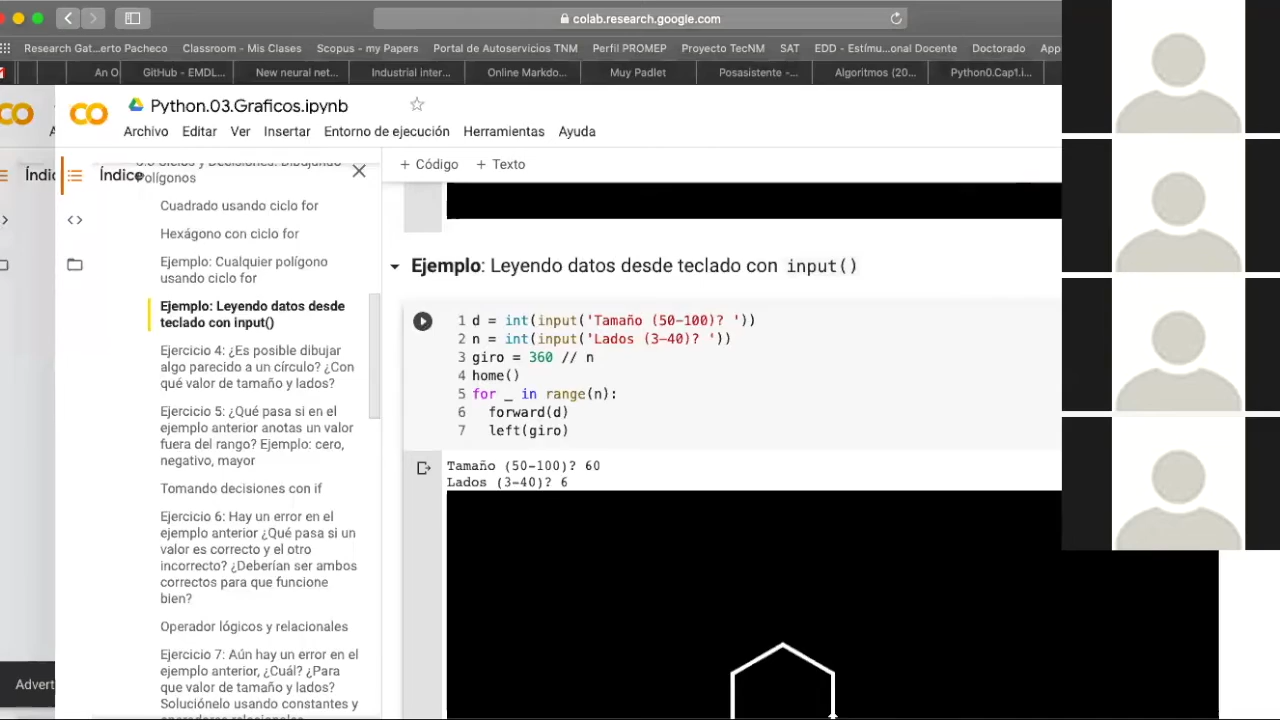 colab.research.google.com
Research Gat...erto Pacheco
Classroom - Mis Clases
Scopus - my Papers
Portal de Autoservicios TNM
Perfil PROMEP
Proyecto TecNM
SAT
EDD - Estímu...onal Docente
Doctorado
App
An O
GitHub - EMDL...
New neural net...
Industrial inter...
Online Markdo...
Muy Padlet
Posasistente -...
Algoritmos (20...
Python0.Cap1.i...
Python.03.Graficos.ipynb
Archivo
Editar
Ver
Insertar
Entorno de ejecución
Herramientas
Ayuda
Índic
Índice
Polígonos
Cuadrado usando ciclo for
Hexágono con ciclo for
Ejemplo: Cualquier polígono
usando ciclo for
Ejemplo: Leyendo datos desde
teclado con input()
Ejercicio 4: ¿Es posible dibujar
algo parecido a un círculo? ¿Con
qué valor de tamaño y lados?
Ejercicio 5: ¿Qué pasa si en el
ejemplo anterior anotas un valor
fuera del rango? Ejemplo: cero,
negativo, mayor
Tomando decisiones con if
Ejercicio 6: Hay un error en el
ejemplo anterior ¿Qué pasa si un
valor es correcto y el otro
incorrecto? ¿Deberían ser ambos
correctos para que funcione
bien?
Operador lógicos y relacionales
Ejercicio 7: Aún hay un error en el
ejemplo anterior, ¿Cuál? ¿Para
que valor de tamaño y lados?
Soluciónelo usando constantes y
Advert
+ Código
+ Texto
Ejemplo: Leyendo datos desde teclado con input()
1 d = int(input('Tamaño (50-100)? '))
2 n = int(input('Lados (3-40)? '))
3 giro = 360 // n
4 home()
5 for _ in range(n):
6   forward(d)
7   left(giro)
Tamaño (50-100)? 60
Lados (3-40)? 6